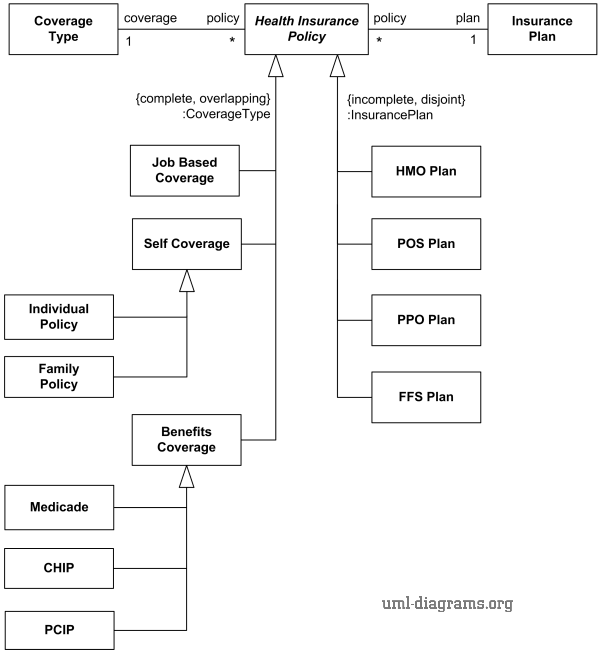 Coverage
Type
coverage
1
policy
*
Health Insurance
Policy
policy
*
plan
1
Insurance
Plan
{complete, overlapping}
:CoverageType
{incomplete, disjoint}
:InsurancePlan
Job Based
Coverage
HMO Plan
Self Coverage
POS Plan
Individual
Policy
PPO Plan
Family
Policy
FFS Plan
Benefits
Coverage
Medicade
CHIP
PCIP
uml-diagrams.org